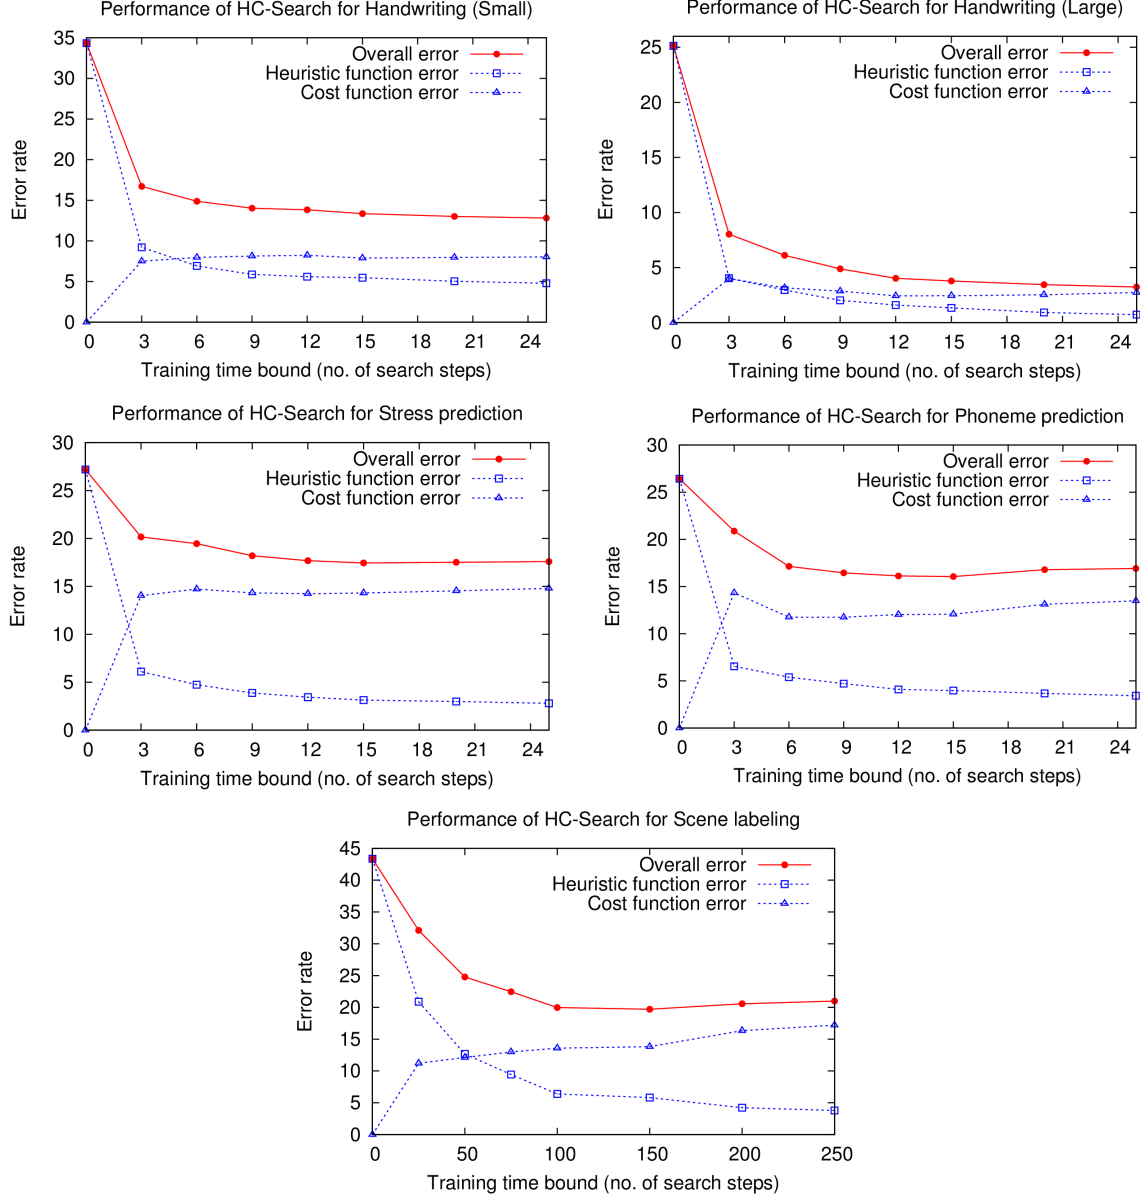 Performance of HC-Search for Handwriting (Small)
35
30
25
20
15
10
5
0
Error rate
Overall error
Heuristic function error
Cost function error
0 3 6 9 12 15 18 21 24
Training time bound (no. of search steps)
Performance of HC-Search for Handwriting (Large)
25
20
15
10
5
0
Error rate
Overall error
Heuristic function error
Cost function error
0 3 6 9 12 15 18 21 24
Training time bound (no. of search steps)
Performance of HC-Search for Stress prediction
30
25
20
15
10
5
0
Error rate
Overall error
Heuristic function error
Cost function error
0 3 6 9 12 15 18 21 24
Training time bound (no. of search steps)
Performance of HC-Search for Phoneme prediction
30
25
20
15
10
5
0
Error rate
Overall error
Heuristic function error
Cost function error
0 3 6 9 12 15 18 21 24
Training time bound (no. of search steps)
Performance of HC-Search for Scene labeling
45
40
35
30
25
20
15
10
5
0
Error rate
Overall error
Heuristic function error
Cost function error
0 50 100 150 200 250
Training time bound (no. of search steps)